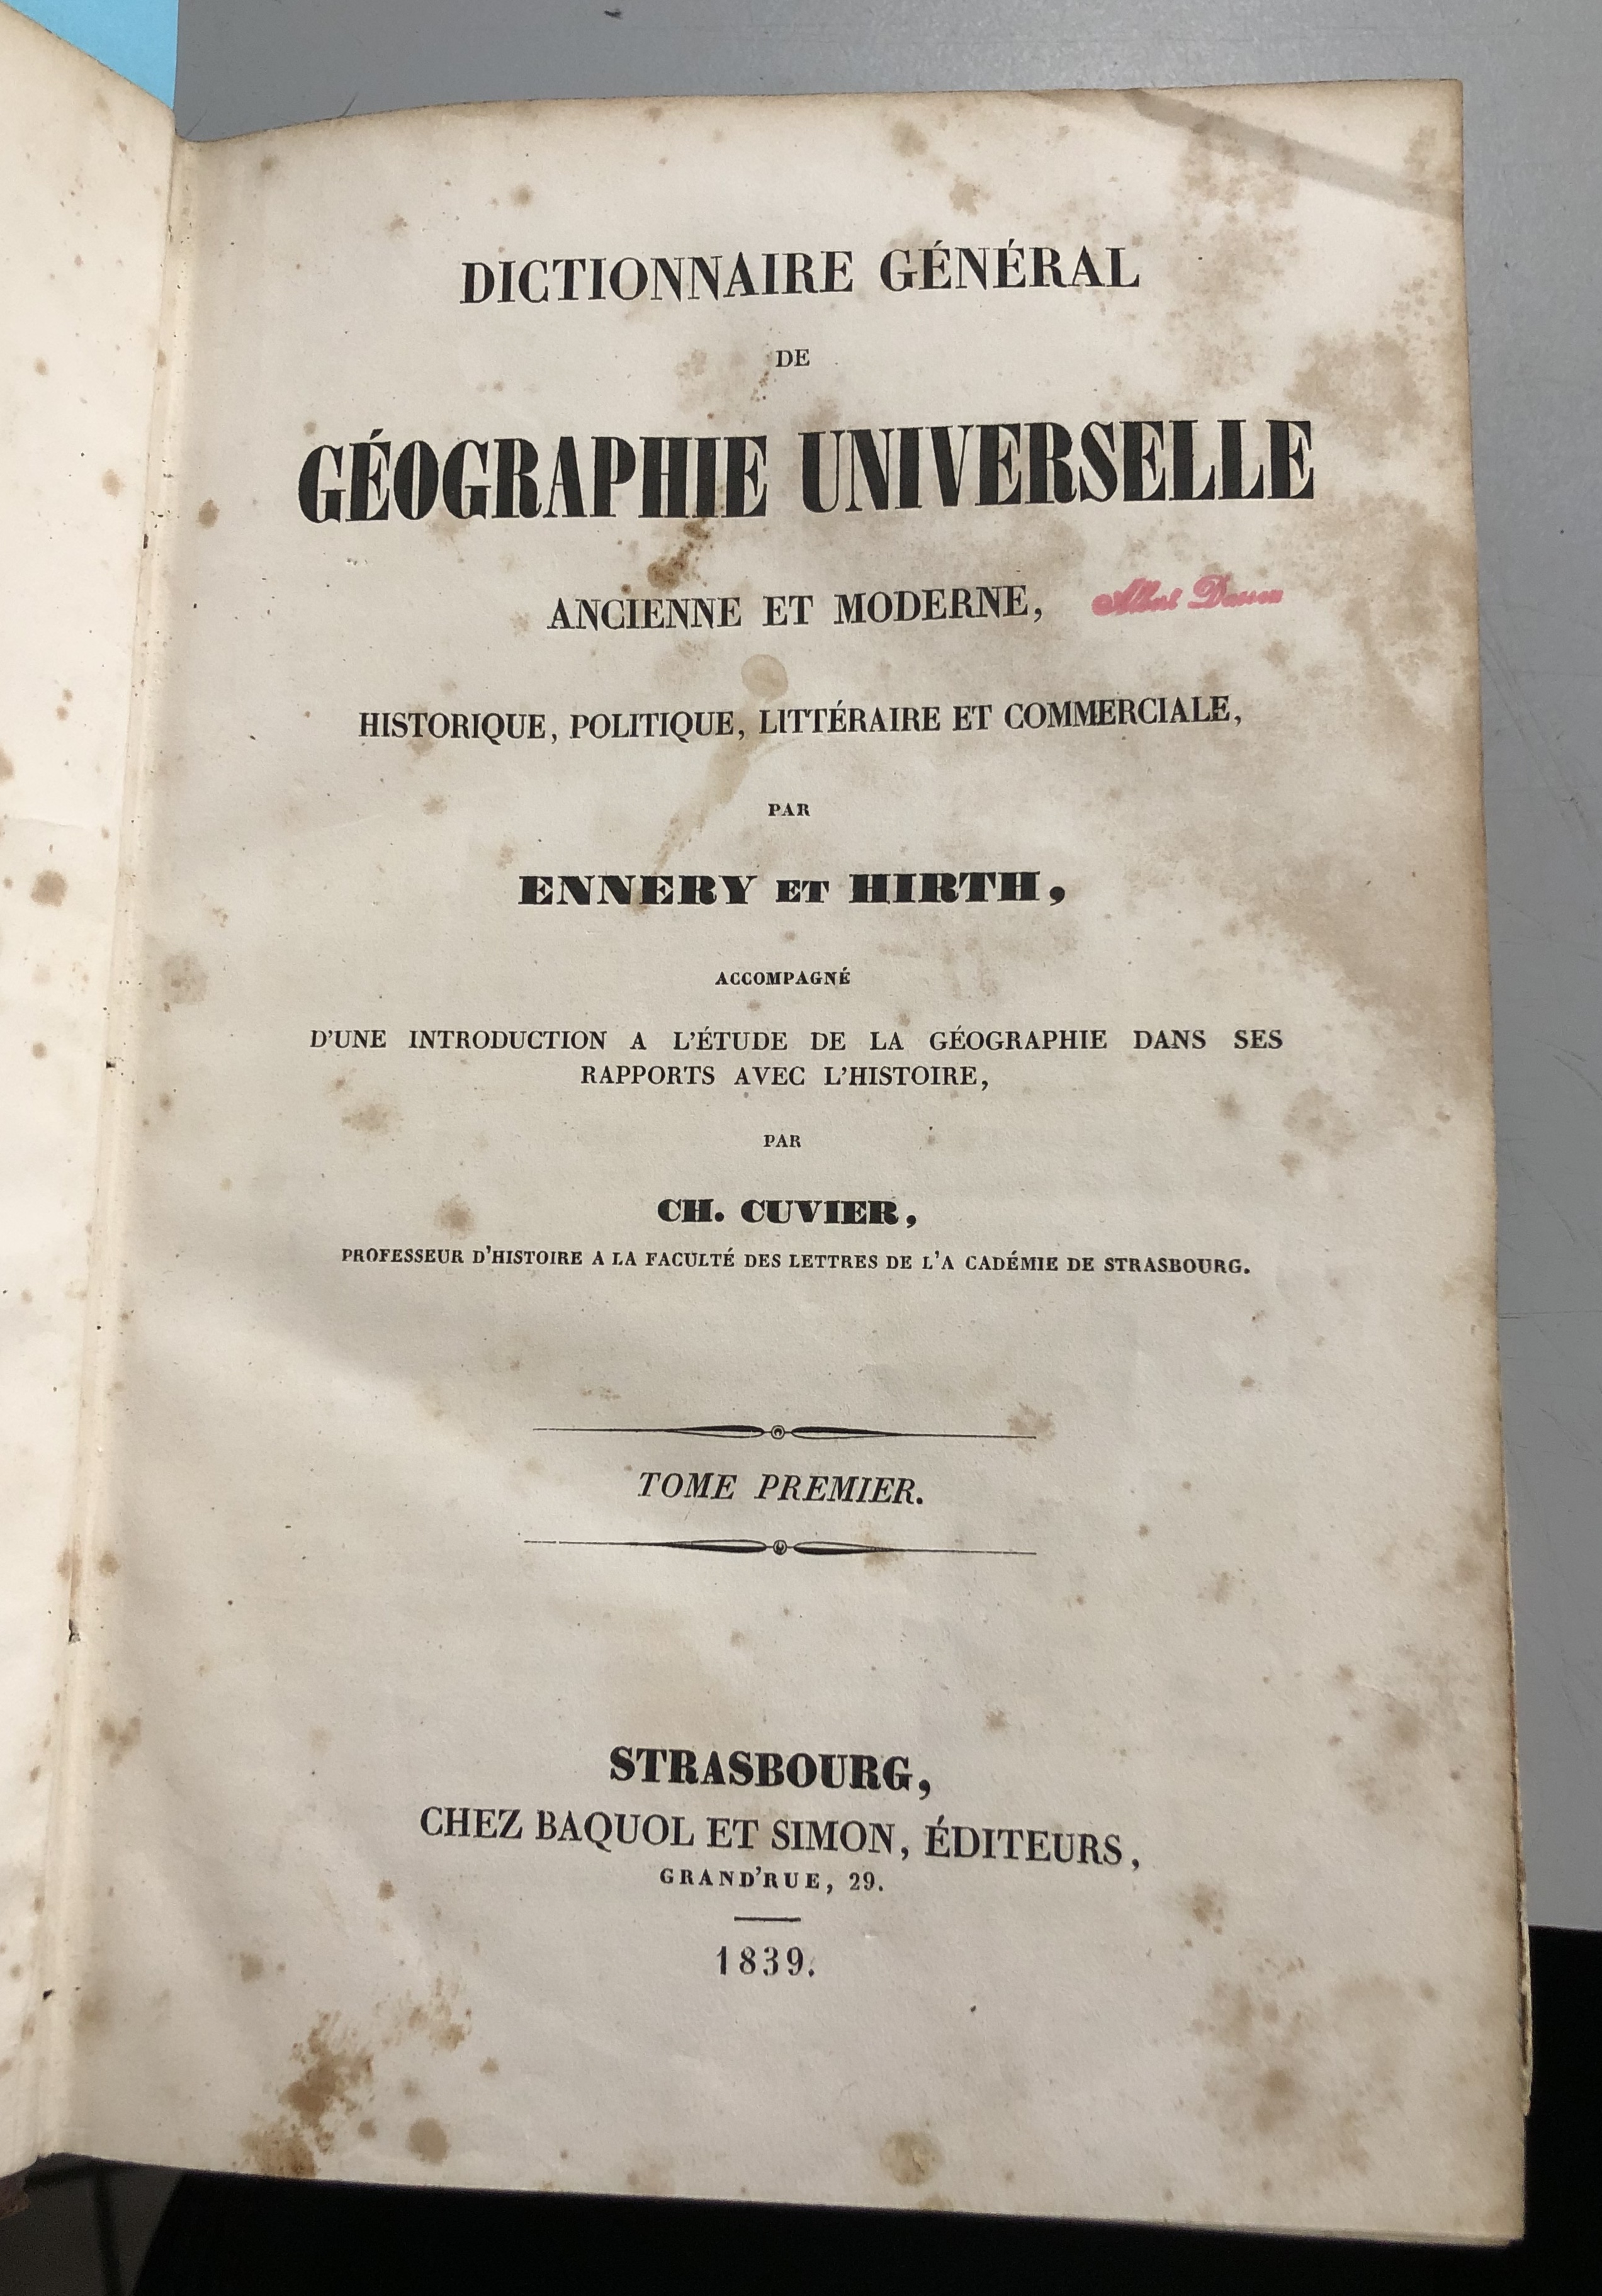 DICTIONNAIRE GÉNÉRAL
DE
GÉOGRAPHIE UNIVERSELLE
ANCIENNE ET MODERNE,
Albert
HISTORIQUE, POLITIQUE, LITTÉRAIRE ET COMMERCIALE,
PAR
ENNERY ET HIRTH,
ACCOMPAGNÉ
D'UNE INTRODUCTION A L'ÉTUDE DE LA GÉOGRAPHIE DANS SES
RAPPORTS AVEC L'HISTOIRE,
PAR
CH. CUVIER,
PROFESSEUR D'HISTOIRE A LA FACULTÉ DES LETTRES DE L'A CADÉMIE DE STRASBOURG.
TOME PREMIER.
STRASBOURG,
CHEZ BAQUOL ET SIMON, ÉDITEURS,
GRAND'RUE, 29.
1839.